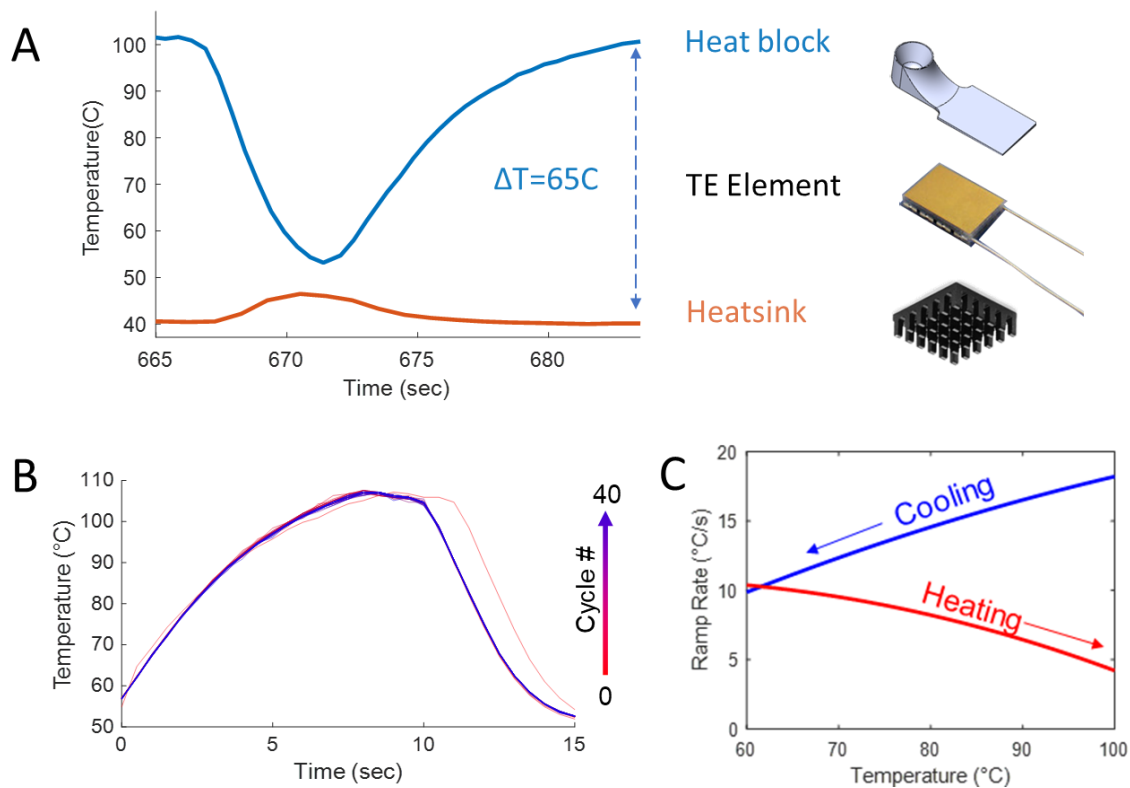 A
Temperature(C)
100
90
80
70
60
50
40
665
670
675
680
Time (sec)
ΔT=65C
Heat block
TE Element
Heatsink
B
Temperature (°C)
110
100
90
80
70
60
50
0
5
10
15
Time (sec)
40
Cycle #
0
C
Ramp Rate (°C/s)
20
15
10
5
0
60
70
80
90
100
Temperature (°C)
Cooling
Heating